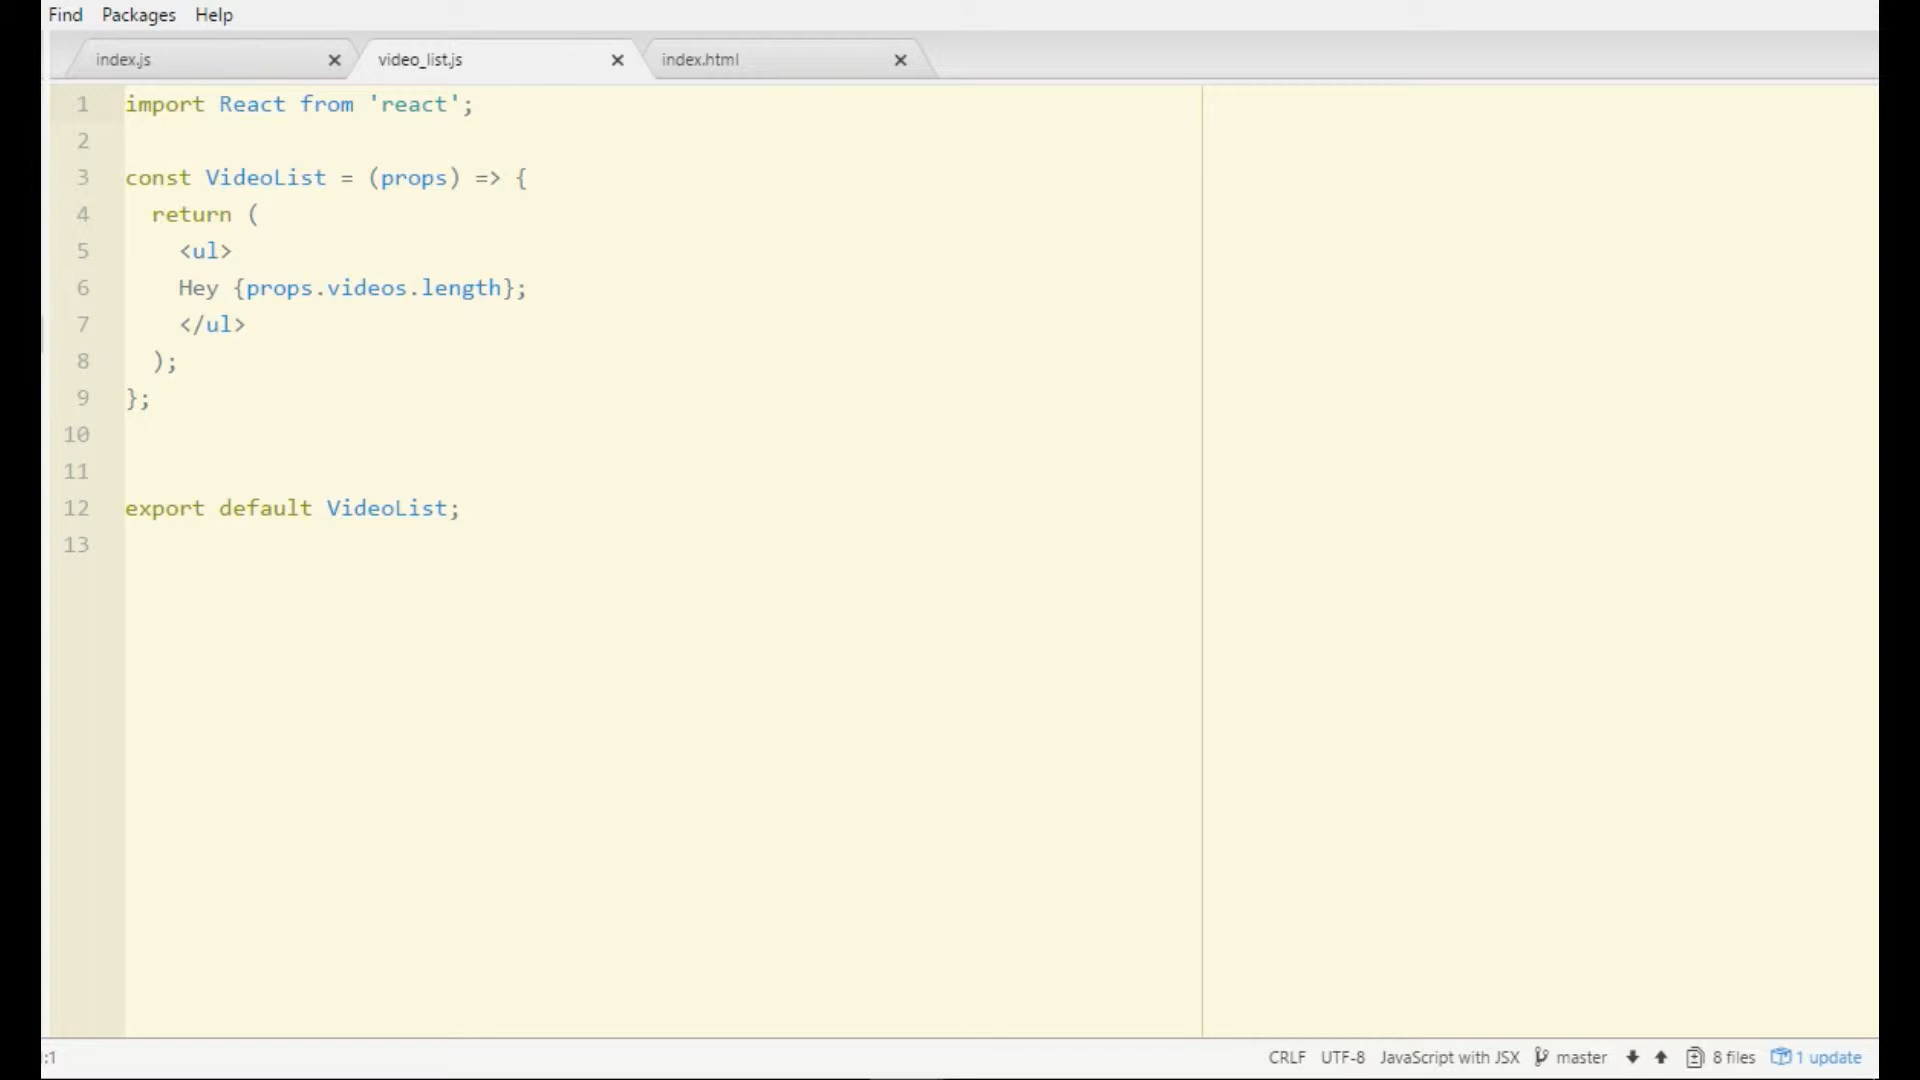 Find Packages Help
index.js video_list.js index.html
1 import React from 'react';
2
3 const VideoList = (props) => {
4   return (
5     <ul>
6     Hey {props.videos.length};
7     </ul>
8   );
9 };
10
11
12 export default VideoList;
13
:1 CRLF UTF-8 JavaScript with JSX master 8 files 1 update